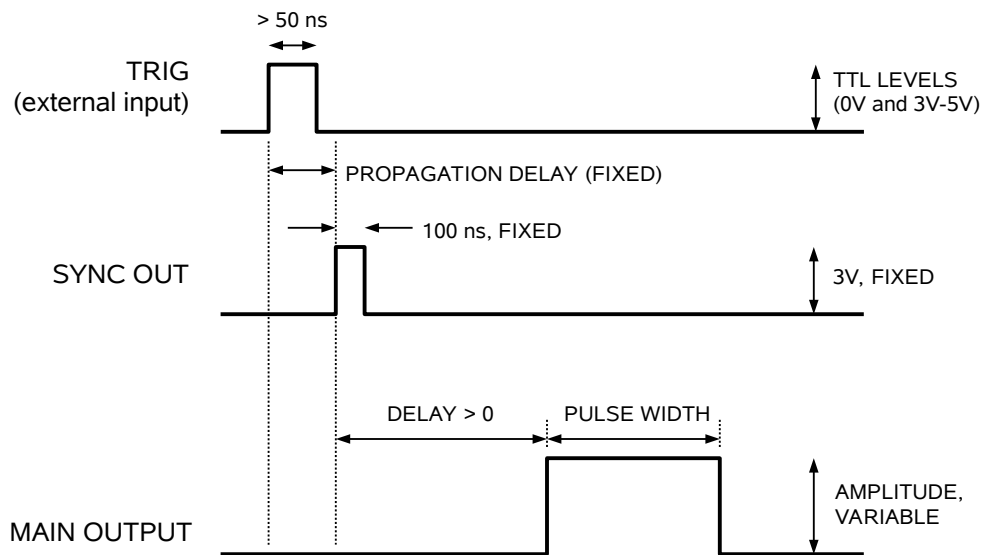 > 50 ns
TRIG
(external input)
TTL LEVELS
(0V and 3V-5V)
PROPAGATION DELAY (FIXED)
100 ns, FIXED
SYNC OUT
3V, FIXED
DELAY > 0
PULSE WIDTH
MAIN OUTPUT
AMPLITUDE,
VARIABLE